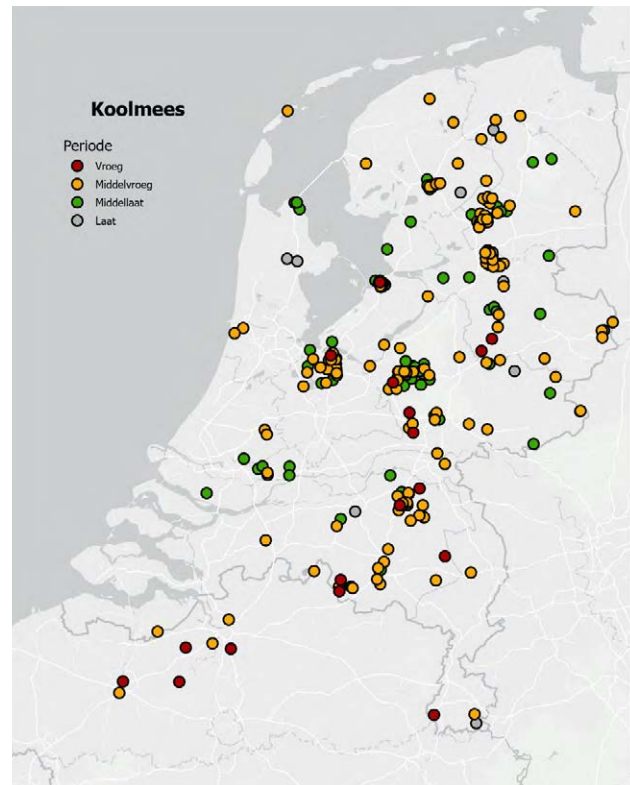 Koolmees
Periode
Vroeg
Middelvroeg
Middellaat
Laat